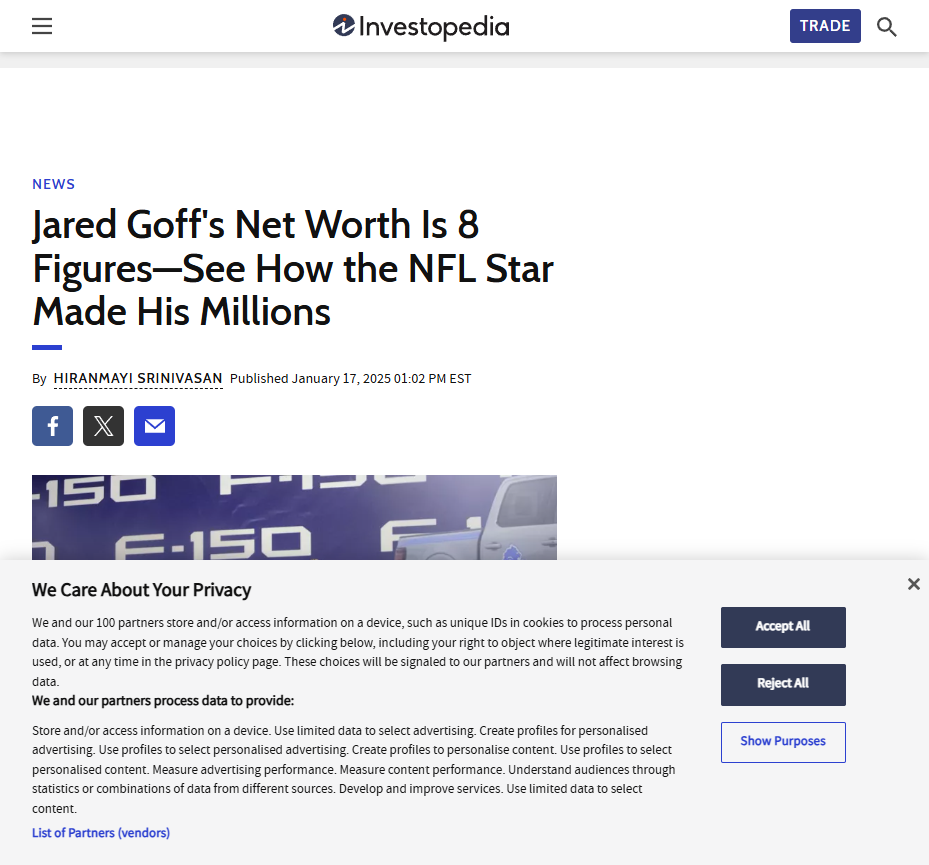 Investopedia
TRADE
NEWS
Jared Goff's Net Worth Is 8
Figures—See How the NFL Star
Made His Millions
By HIRANMAYI SRINIVASAN Published January 17, 2025 01:02 PM EST
-150
F-150
F-150
We Care About Your Privacy
We and our 100 partners store and/or access information on a device, such as unique IDs in cookies to process personal
data. You may accept or manage your choices by clicking below, including your right to object where legitimate interest is
used, or at any time in the privacy policy page. These choices will be signaled to our partners and will not affect browsing
data.
We and our partners process data to provide:
Store and/or access information on a device. Use limited data to select advertising. Create profiles for personalised
advertising. Use profiles to select personalised advertising. Create profiles to personalise content. Use profiles to select
personalised content. Measure advertising performance. Measure content performance. Understand audiences through
statistics or combinations of data from different sources. Develop and improve services. Use limited data to select
content.
List of Partners (vendors)
Accept All
Reject All
Show Purposes